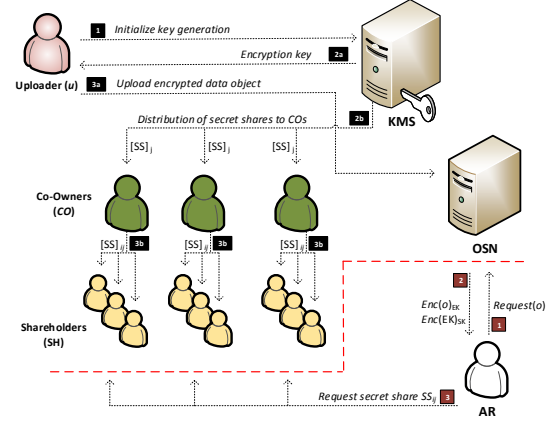 1 Initialize key generation
Encryption key 2a
Uploader (u)
3a Upload encrypted data object
KMS
2b
Distribution of secret shares to COs
[SS] j [SS] j [SS] j
Co-Owners
(CO)
OSN
[SS] ij 3b [SS] ij 3b [SS] ij 3b
2
Enc(o)EK Request(o)
Enc(EK)SK
1
Shareholders
(SH)
Request secret share SSij 3
AR